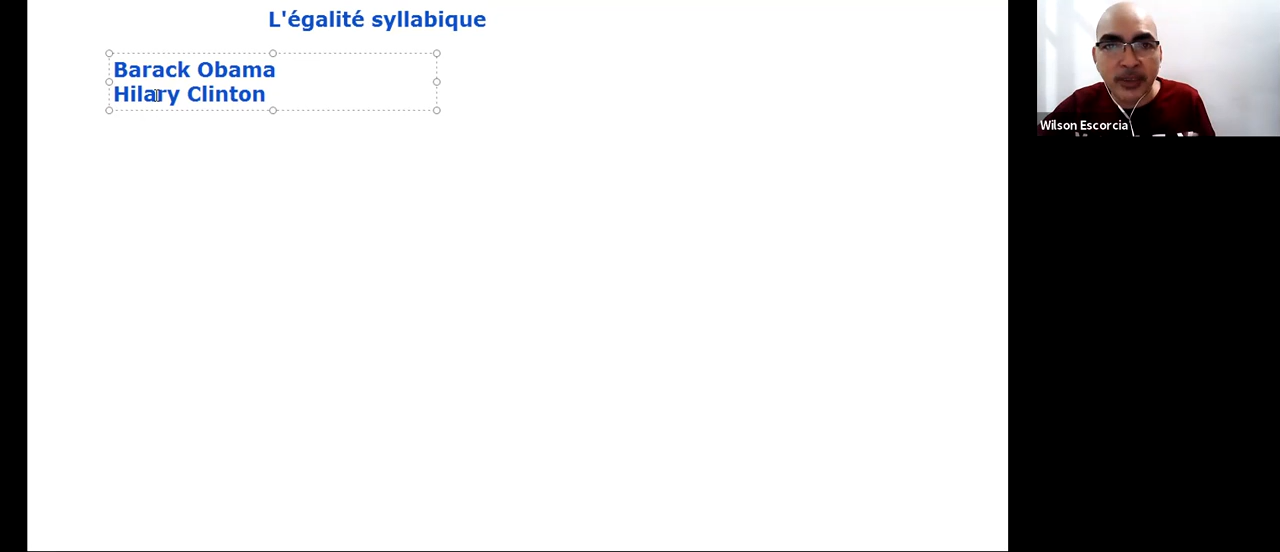 L'égalité syllabique
Barack Obama
Hilary Clinton
Wilson Escorcia